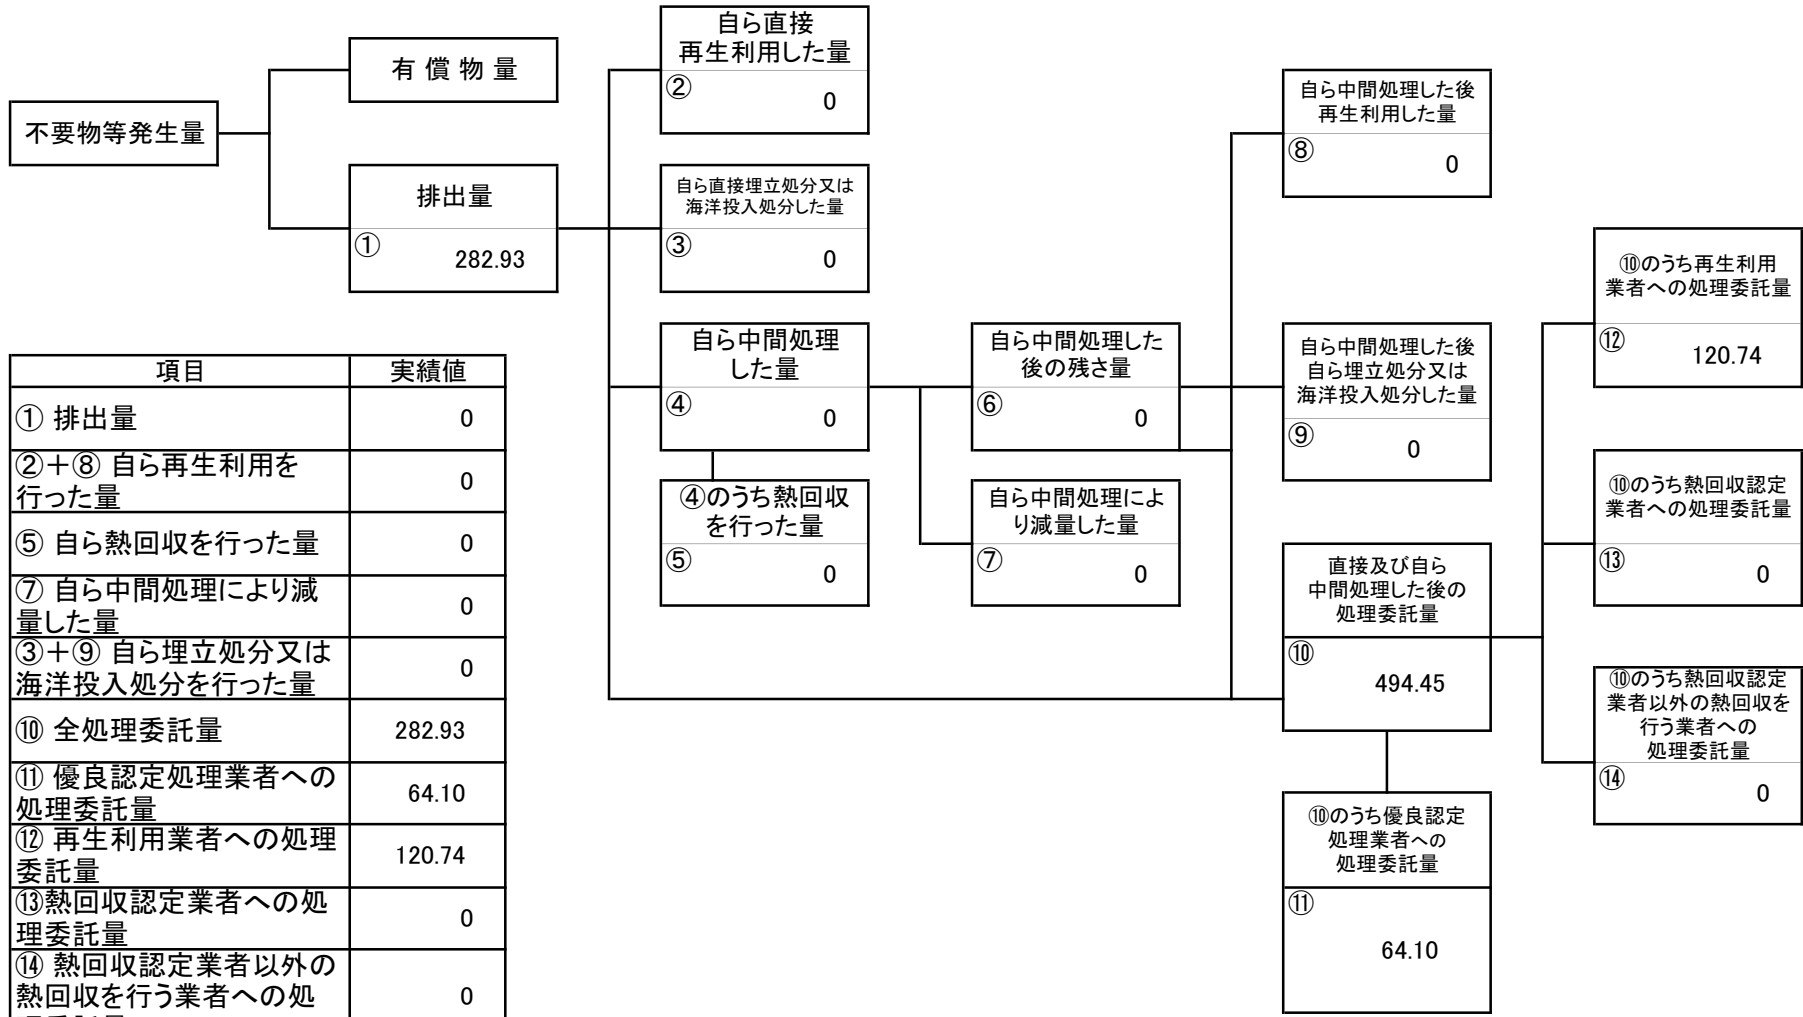 不要物等発生量
有 償 物 量
排出量
①
282.93
自ら直接
再生利用した量
②
0
自ら直接埋立処分又は
海洋投入処分した量
③
0
自ら中間処理
した量
④
0
④のうち熱回収
を行った量
⑤
0
自ら中間処理した
後の残さ量
⑥
0
自ら中間処理によ
り減量した量
⑦
0
自ら中間処理した後
再生利用した量
⑧
0
自ら中間処理した後
自ら埋立処分又は
海洋投入処分した量
⑨
0
直接及び自ら
中間処理した後の
処理委託量
⑩
494.45
⑩のうち優良認定
処理業者への
処理委託量
⑪
64.10
⑩のうち再生利用
業者への処理委託量
⑫
120.74
⑩のうち熱回収認定
業者への処理委託量
⑬
0
⑩のうち熱回収認定
業者以外の熱回収を
行う業者への
処理委託量
⑭
0
項目 実績値
① 排出量 0
②＋⑧ 自ら再生利用を
行った量 0
⑤ 自ら熱回収を行った量 0
⑦ 自ら中間処理により減
量した量 0
③＋⑨ 自ら埋立処分又は
海洋投入処分を行った量 0
⑩ 全処理委託量 282.93
⑪ 優良認定処理業者への
処理委託量 64.10
⑫ 再生利用業者への処理
委託量 120.74
⑬熱回収認定業者への処
理委託量 0
⑭ 熱回収認定業者以外の
熱回収を行う業者への処 0